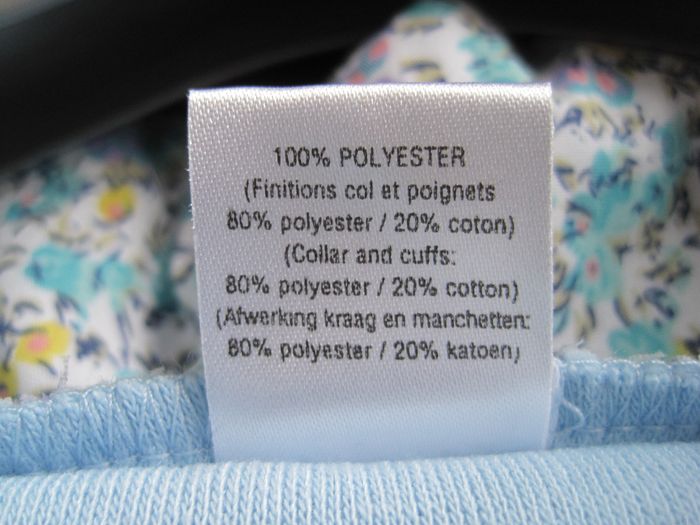 100% POLYESTER
(Finitions col et poignets
80% polyester / 20% coton)
(Collar and cuffs:
80% polyester / 20% cotton)
(Afwerking kraag en manchetten:
80% polyester / 20% katoen)